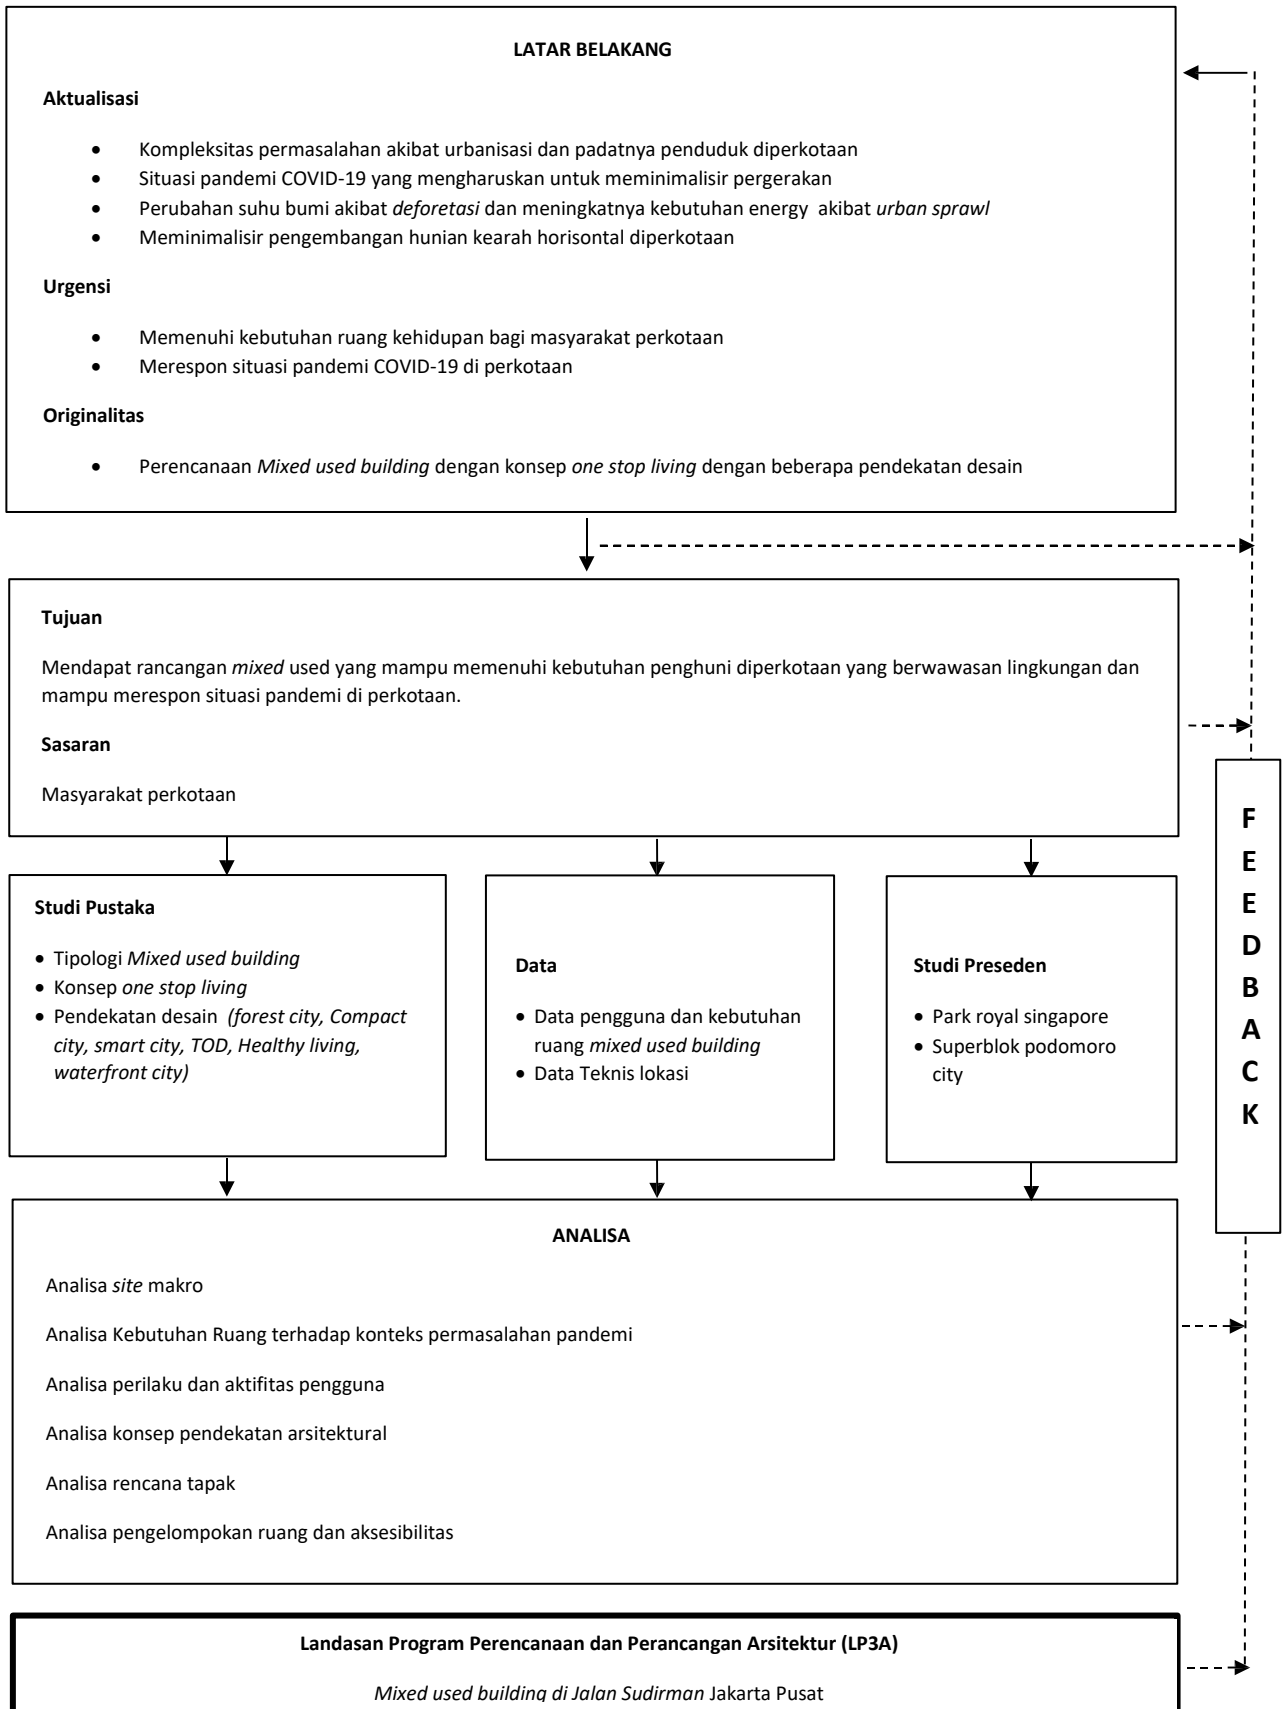 LATAR BELAKANG
Aktualisasi
• Kompleksitas permasalahan akibat urbanisasi dan padatnya penduduk diperkotaan
• Situasi pandemi COVID-19 yang mengharuskan untuk meminimalisir pergerakan
• Perubahan suhu bumi akibat deforetasi dan meningkatnya kebutuhan energy akibat urban sprawl
• Meminimalisir pengembangan hunian kearah horisontal diperkotaan
Urgensi
• Memenuhi kebutuhan ruang kehidupan bagi masyarakat perkotaan
• Merespon situasi pandemi COVID-19 di perkotaan
Originalitas
• Perencanaan Mixed used building dengan konsep one stop living dengan beberapa pendekatan desain
Tujuan
Mendapat rancangan mixed used yang mampu memenuhi kebutuhan penghuni diperkotaan yang berwawasan lingkungan dan
mampu merespon situasi pandemi di perkotaan.
Sasaran
Masyarakat perkotaan
Studi Pustaka
• Tipologi Mixed used building
• Konsep one stop living
• Pendekatan desain (forest city, Compact
city, smart city, TOD, Healthy living,
waterfront city)
Data
• Data pengguna dan kebutuhan
ruang mixed used building
• Data Teknis lokasi
Studi Preseden
• Park royal singapore
• Superblok podomoro
city
F
E
E
D
B
A
C
K
ANALISA
Analisa site makro
Analisa Kebutuhan Ruang terhadap konteks permasalahan pandemi
Analisa perilaku dan aktifitas pengguna
Analisa konsep pendekatan arsitektural
Analisa rencana tapak
Analisa pengelompokan ruang dan aksesibilitas
Landasan Program Perencanaan dan Perancangan Arsitektur (LP3A)
Mixed used building di Jalan Sudirman Jakarta Pusat